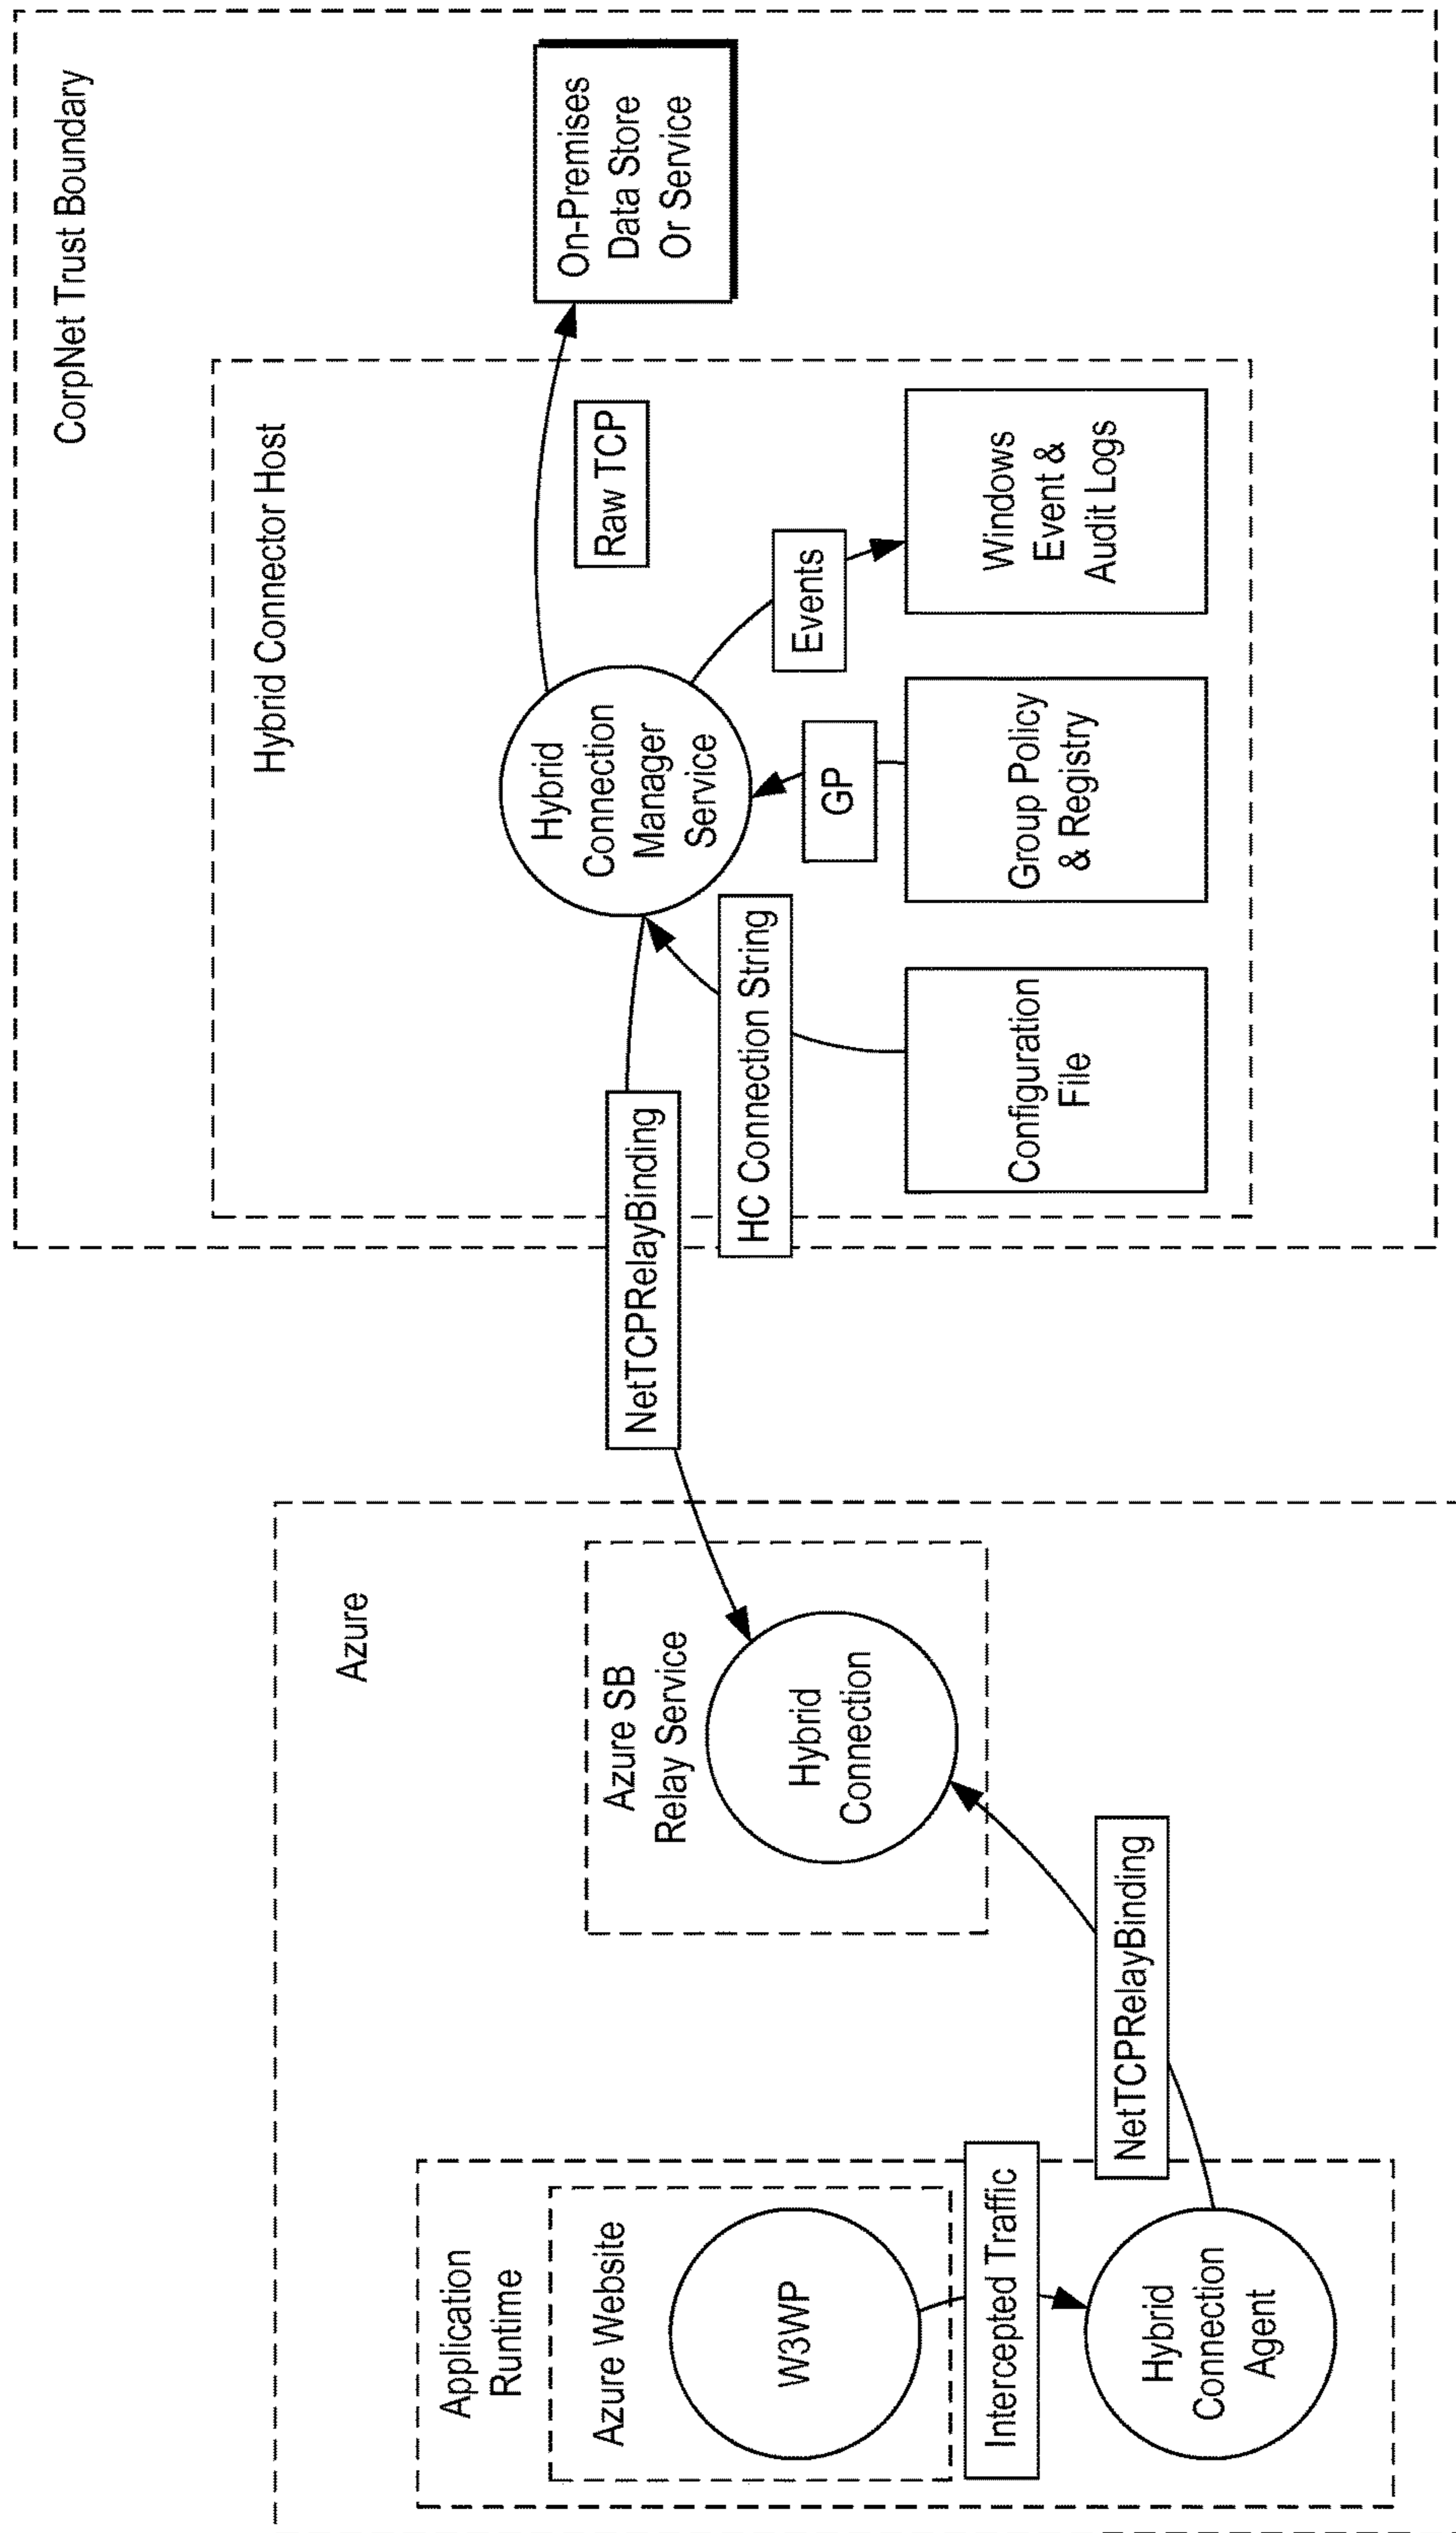 Azure
Application
Runtime
Azure Website
W3WP
Intercepted Traffic
Hybrid
Connection
Agent
NetTCPRelayBinding
Azure SB
Relay Service
Hybrid
Connection
NetTCPRelayBinding
CorpNet Trust Boundary
Hybrid Connector Host
Hybrid
Connection
Manager
Service
HC Connection String
GP
Events
Raw TCP
Configuration
File
Group Policy
& Registry
Windows
Event &
Audit Logs
On-Premises
Data Store
Or Service